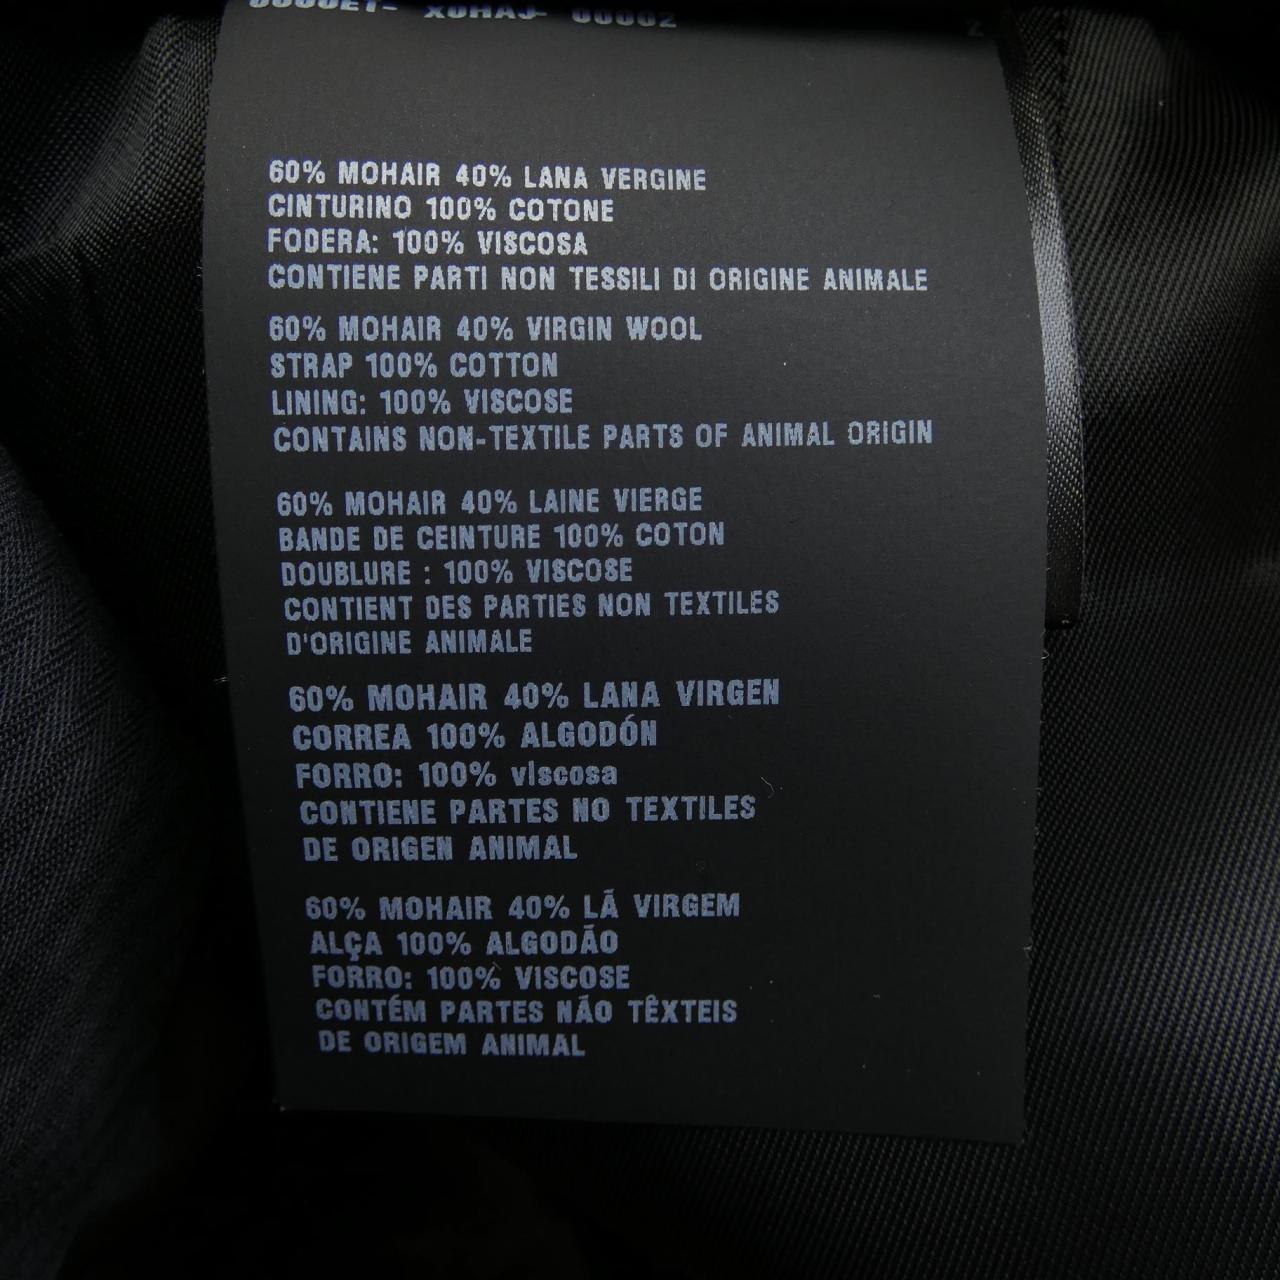 60% MOHAIR 40% LANA VERGINE
CINTURINO 100% COTONE
FODERA: 100% VISCOSA
CONTIENE PARTI NON TESSILI DI ORIGINE ANIMALE
60% MOHAIR 40% VIRGIN WOOL
STRAP 100% COTTON
LINING: 100% VISCOSE
CONTAINS NON-TEXTILE PARTS OF ANIMAL ORIGIN
60% MOHAIR 40% LAINE VIERGE
BANDE DE CEINTURE 100% COTON
DOUBLURE : 100% VISCOSE
CONTIENT DES PARTIES NON TEXTILES
D'ORIGINE ANIMALE
60% MOHAIR 40% LANA VIRGEN
CORREA 100% ALGODÓN
FORRO: 100% viscosa
CONTIENE PARTES NO TEXTILES
DE ORIGEN ANIMAL
60% MOHAIR 40% LÃ VIRGEM
ALÇA 100% ALGODÃO
FORRO: 100% VISCOSE
CONTÉM PARTES NÃO TÊXTEIS
DE ORIGEM ANIMAL